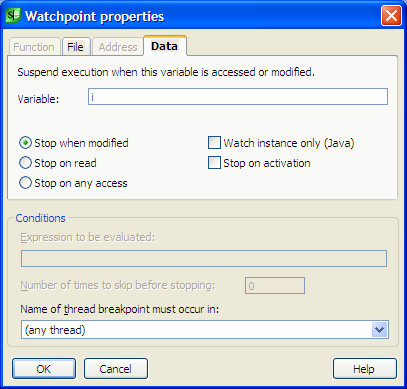 Watchpoint properties
Function File Address Data
Suspend execution when this variable is accessed or modified.
Variable: i
Stop when modified Watch instance only (Java)
Stop on read Stop on activation
Stop on any access
Conditions
Expression to be evaluated:
Number of times to skip before stopping: 0
Name of thread breakpoint must occur in:
(any thread)
OK Cancel Help